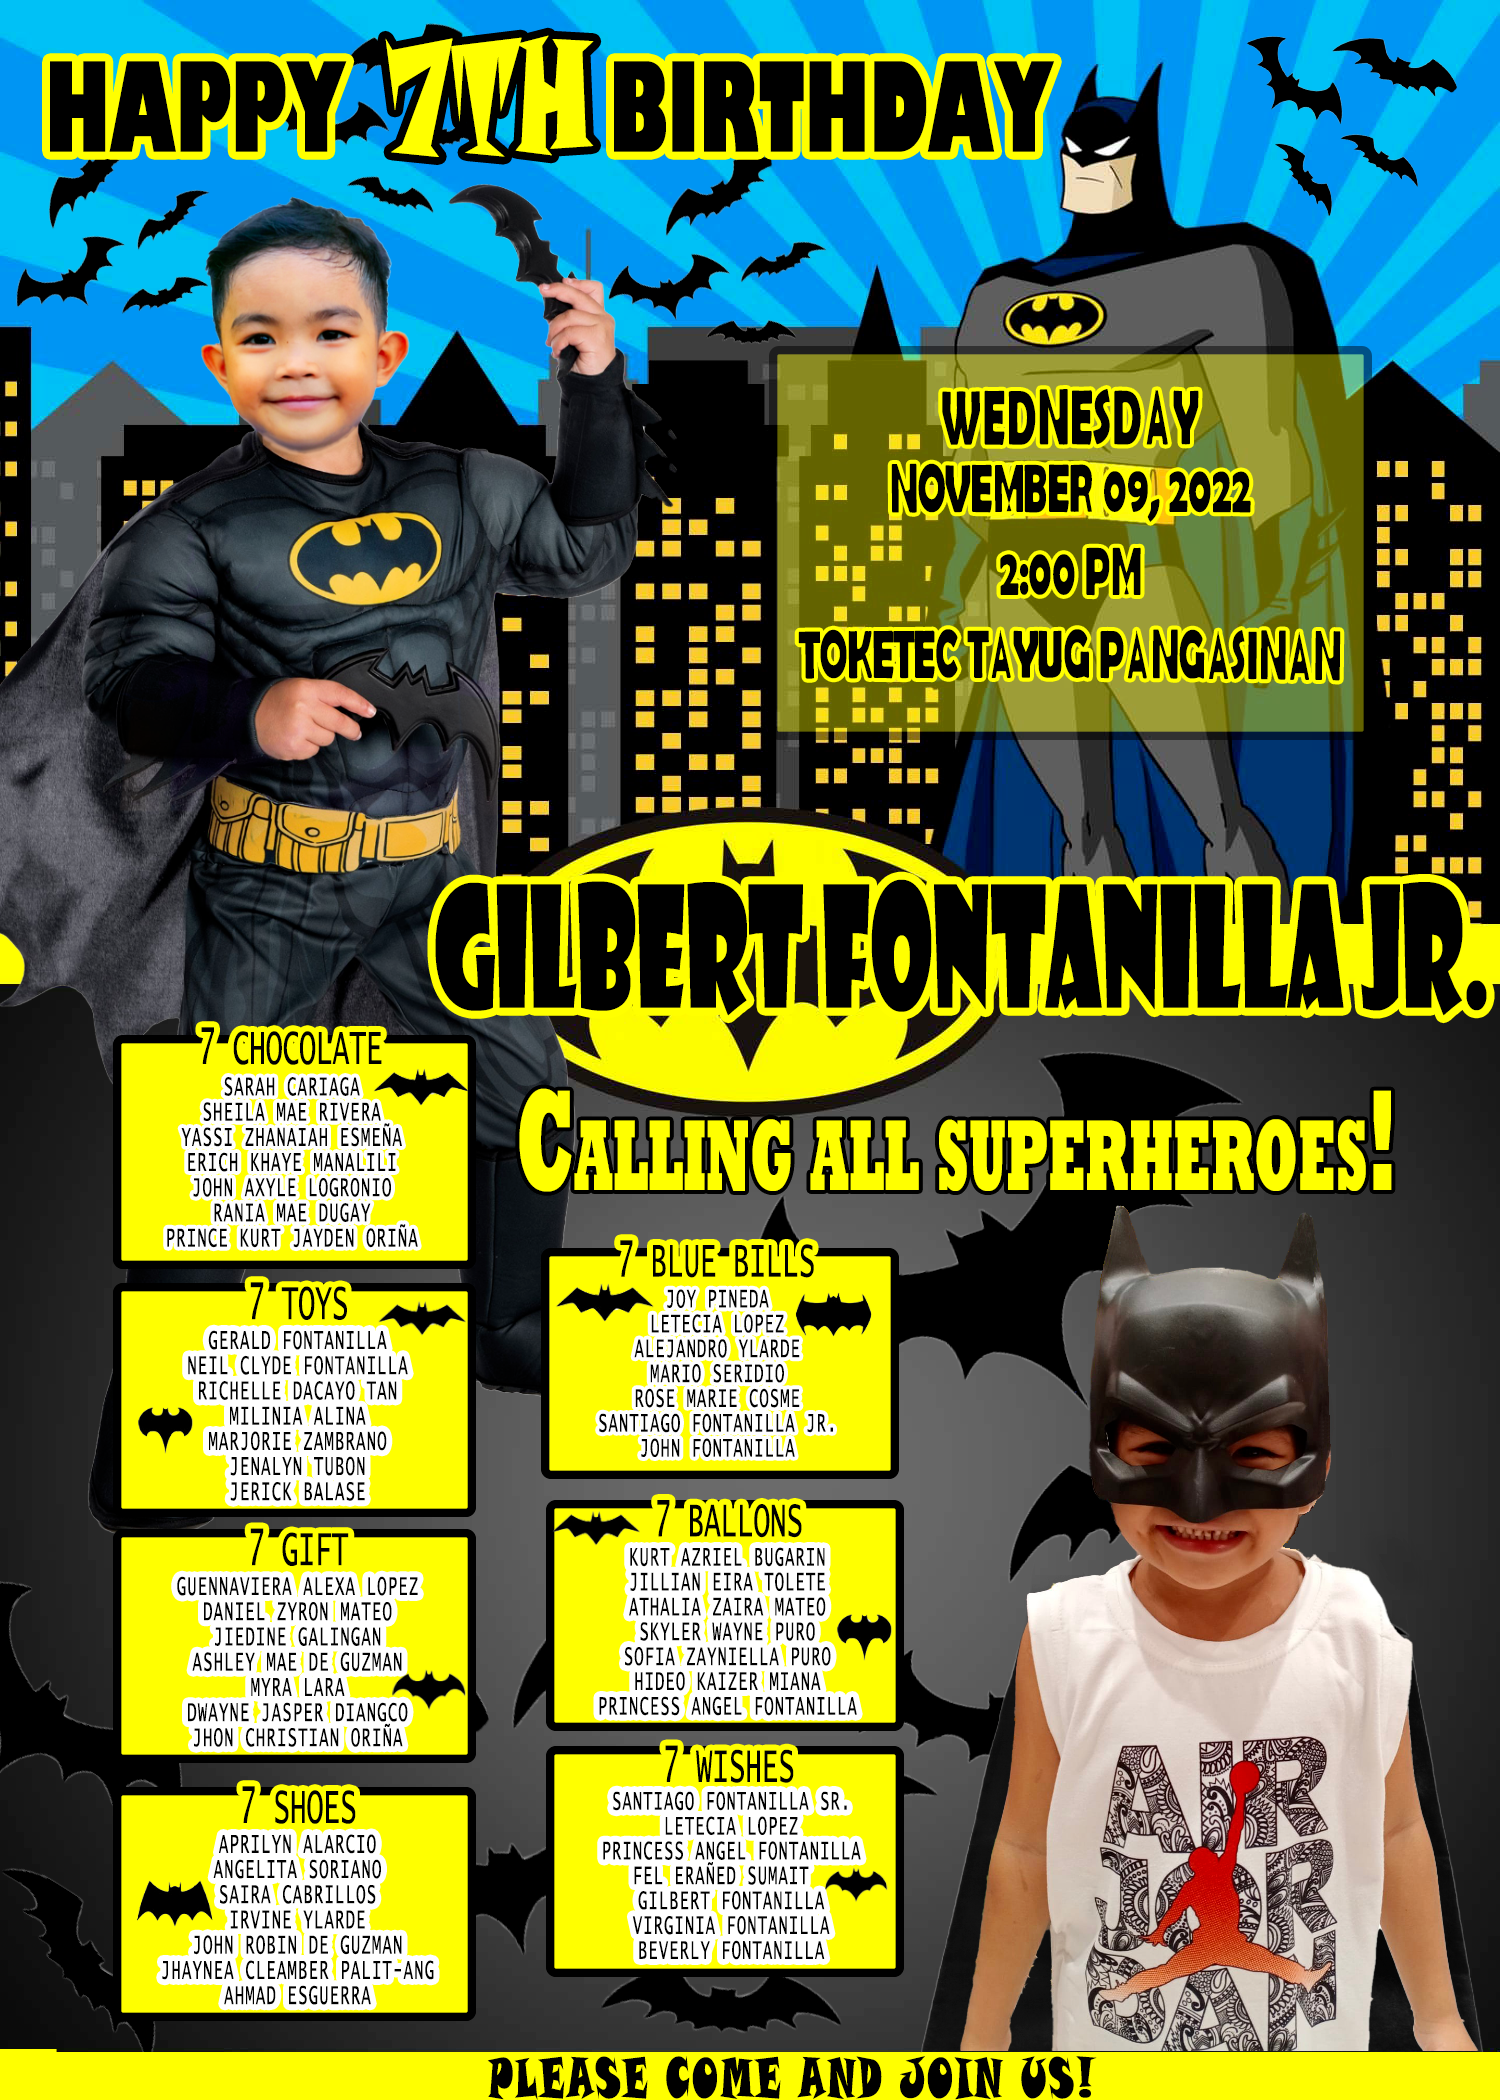 HAPPY 7TH BIRTHDAY
WEDNESDAY
NOVEMBER 09, 2022
2:00 PM
TOKETEC TAYUG PANGASINAN
GILBERT FONTANILLA JR.
CALLING ALL SUPERHEROES!
7 CHOCOLATE
SARAH CARIAGA
SHEILA MAE RIVERA
YASSI ZHANAIAH ESMEÑA
ERICH KHAYE MANALILI
JOHN AXYLE LOGRONIO
RANIA MAE DUGAY
PRINCE KURT JAYDEN ORIÑA
7 TOYS
GERALD FONTANILLA
NEIL CLYDE FONTANILLA
RICHELLE DACAYO TAN
MILINIA ALINA
MARJORIE ZAMBRANO
JENALYN TUBON
JERICK BALASE
7 GIFT
GUENNAVIERA ALEXA LOPEZ
DANIEL ZYRON MATEO
JIEDINE GALINGAN
ASHLEY MAE DE GUZMAN
MYRA LARA
DWAYNE JASPER DIANGCO
JHON CHRISTIAN ORIÑA
7 SHOES
APRILYN ALARCIO
ANGELITA SORIANO
SAIRA CABRILLOS
IRVINE YLARDE
JOHN ROBIN DE GUZMAN
JHAYNEA CLEAMBER PALIT-ANG
AHMAD ESGUERRA
7 BLUE BILLS
JOY PINEDA
LETECIA LOPEZ
ALEJANDRO YLARDE
MARIO SERIDIO
ROSE MARIE COSME
SANTIAGO FONTANILLA JR.
JOHN FONTANILLA
7 BALLONS
KURT AZRIEL BUGARIN
JILLIAN EIRA TOLETE
ATHALIA ZAIRA MATEO
SKYLER WAYNE PURO
SOFIA ZAYNIELLA PURO
HIDEO KAIZER MIANA
PRINCESS ANGEL FONTANILLA
7 WISHES
SANTIAGO FONTANILLA SR.
LETECIA LOPEZ
PRINCESS ANGEL FONTANILLA
FEL ERAÑED SUMAIT
GILBERT FONTANILLA
VIRGINIA FONTANILLA
BEVERLY FONTANILLA
AIR
JOR
DAN
PLEASE COME AND JOIN US!